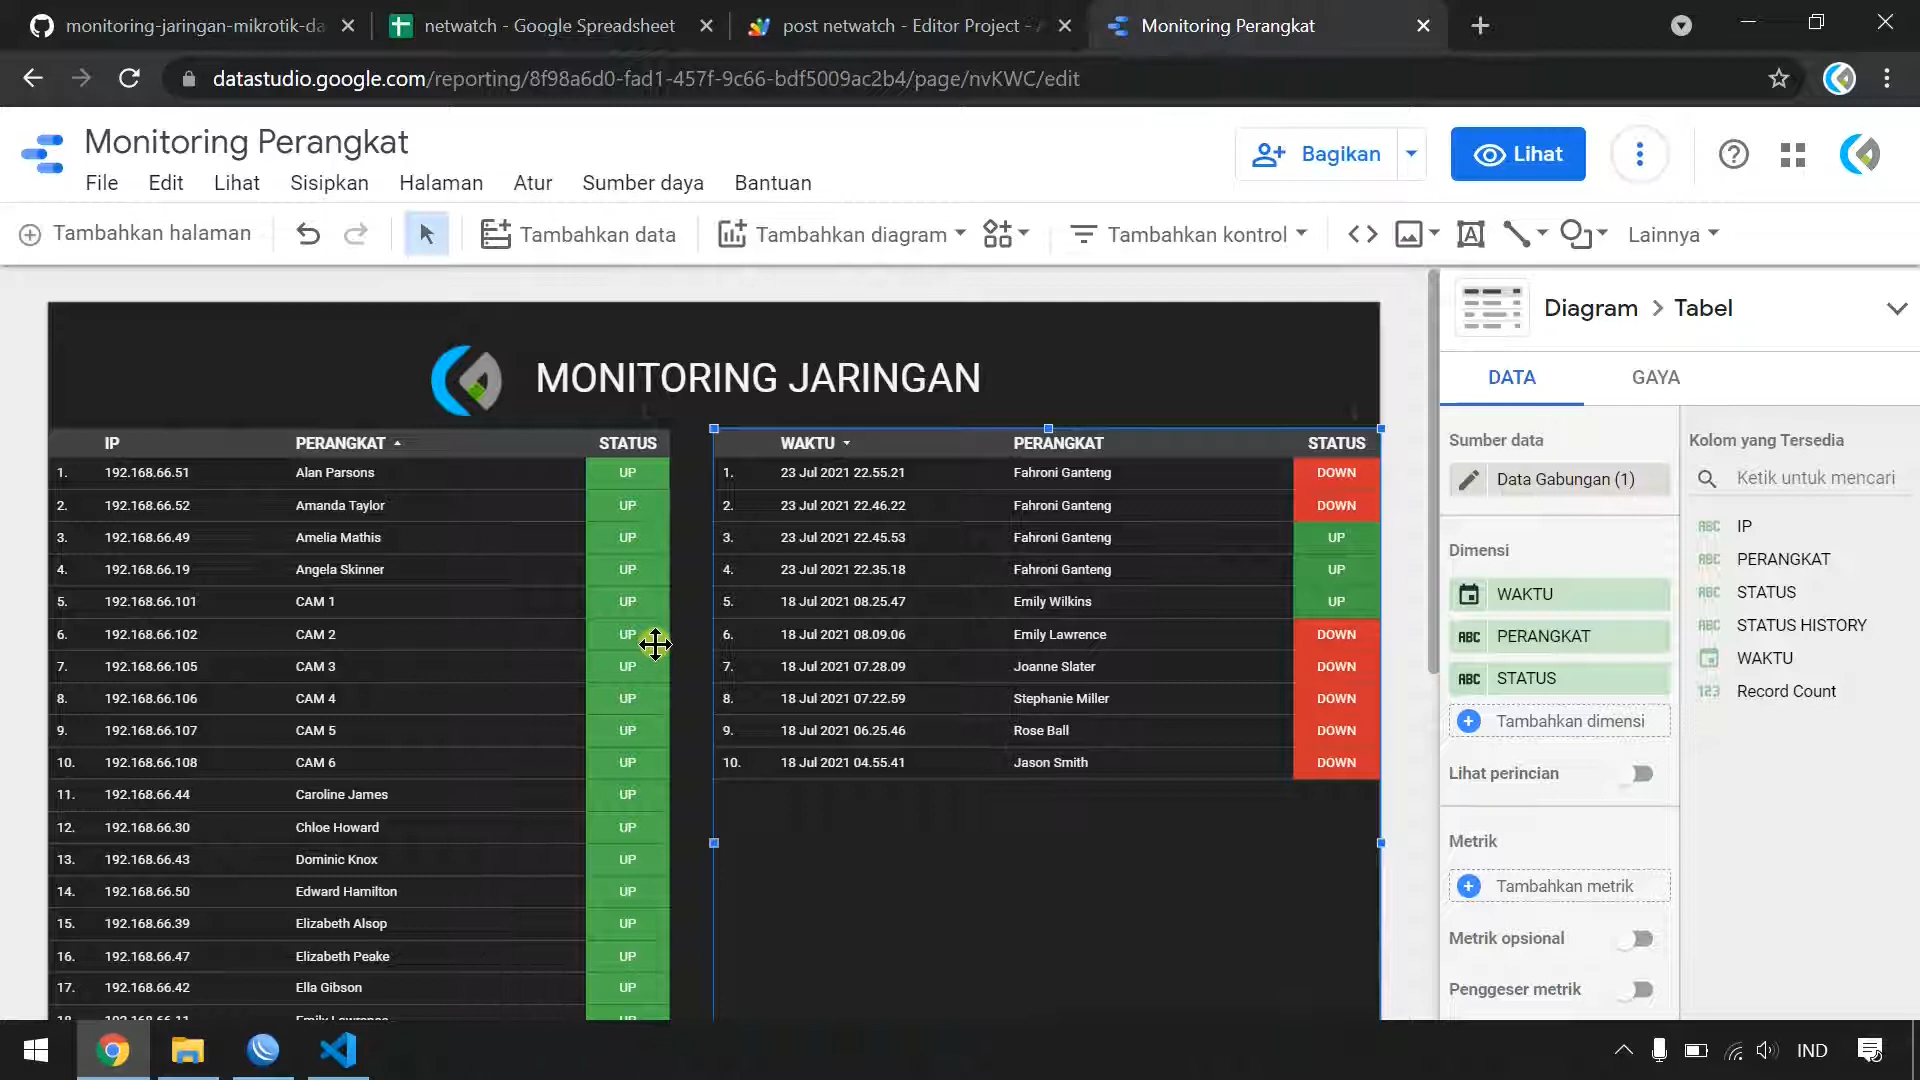 monitoring-jaringan-mikrotik-da
netwatch - Google Spreadsheet
post netwatch - Editor Project -
Monitoring Perangkat
datastudio.google.com/reporting/8f98a6d0-fad1-457f-9c66-bdf5009ac2b4/page/nvKWC/edit
Monitoring Perangkat
File Edit Lihat Sisipkan Halaman Atur Sumber daya Bantuan
Bagikan
Lihat
Tambahkan halaman
Tambahkan data
Tambahkan diagram
Tambahkan kontrol
Lainnya
MONITORING JARINGAN
IP PERANGKAT STATUS
1. 192.168.66.51 Alan Parsons UP
2. 192.168.66.52 Amanda Taylor UP
3. 192.168.66.49 Amelia Mathis UP
4. 192.168.66.19 Angela Skinner UP
5. 192.168.66.101 CAM 1 UP
6. 192.168.66.102 CAM 2 UP
7. 192.168.66.105 CAM 3 UP
8. 192.168.66.106 CAM 4 UP
9. 192.168.66.107 CAM 5 UP
10. 192.168.66.108 CAM 6 UP
11. 192.168.66.44 Caroline James UP
12. 192.168.66.30 Chloe Howard UP
13. 192.168.66.43 Dominic Knox UP
14. 192.168.66.50 Edward Hamilton UP
15. 192.168.66.39 Elizabeth Alsop UP
16. 192.168.66.47 Elizabeth Peake UP
17. 192.168.66.42 Ella Gibson UP
18. 192.168.66.11 Emily Lawrence UP
WAKTU PERANGKAT STATUS
1. 23 Jul 2021 22.55.21 Fahroni Ganteng DOWN
2. 23 Jul 2021 22.46.22 Fahroni Ganteng DOWN
3. 23 Jul 2021 22.45.53 Fahroni Ganteng UP
4. 23 Jul 2021 22.35.18 Fahroni Ganteng UP
5. 18 Jul 2021 08.25.47 Emily Wilkins UP
6. 18 Jul 2021 08.09.06 Emily Lawrence DOWN
7. 18 Jul 2021 07.28.09 Joanne Slater DOWN
8. 18 Jul 2021 07.22.59 Stephanie Miller DOWN
9. 18 Jul 2021 06.25.46 Rose Ball DOWN
10. 18 Jul 2021 04.55.41 Jason Smith DOWN
Diagram > Tabel
DATA GAYA
Sumber data
Data Gabungan (1)
Dimensi
WAKTU
ABC PERANGKAT
ABC STATUS
Tambahkan dimensi
Lihat perincian
Metrik
Tambahkan metrik
Metrik opsional
Penggeser metrik
Kolom yang Tersedia
Ketik untuk mencari
ABC IP
ABC PERANGKAT
ABC STATUS
ABC STATUS HISTORY
WAKTU
123 Record Count
IND